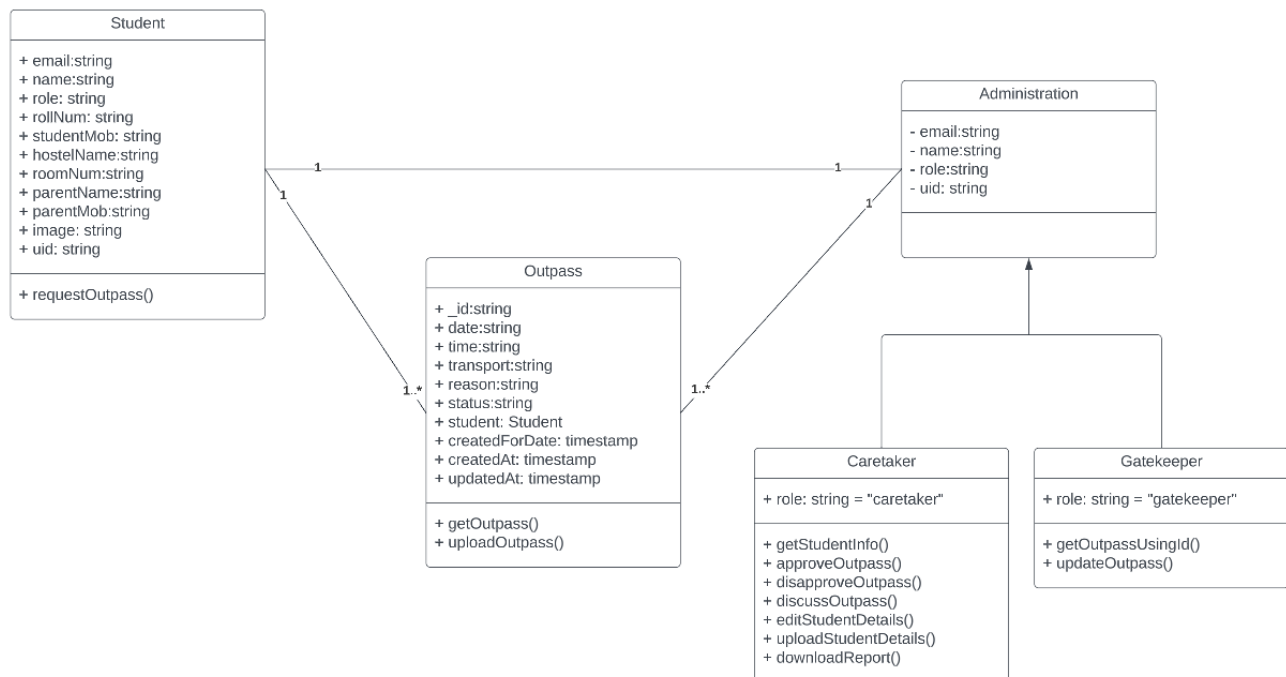 Student
+ email:string
+ name:string
+ role: string
+ rollNum: string
+ studentMob: string
+ hostelName:string
+ roomNum:string
+ parentName:string
+ parentMob:string
+ image: string
+ uid: string
+ requestOutpass()
Administration
- email:string
- name:string
- role:string
- uid: string
1
1
1
1
1..*
1..*
Outpass
+ _id:string
+ date:string
+ time:string
+ transport:string
+ reason:string
+ status:string
+ student: Student
+ createdForDate: timestamp
+ createdAt: timestamp
+ updatedAt: timestamp
+ getOutpass()
+ uploadOutpass()
Caretaker
+ role: string = "caretaker"
+ getStudentInfo()
+ approveOutpass()
+ disapproveOutpass()
+ discussOutpass()
+ editStudentDetails()
+ uploadStudentDetails()
+ downloadReport()
Gatekeeper
+ role: string = "gatekeeper"
+ getOutpassUsingId()
+ updateOutpass()